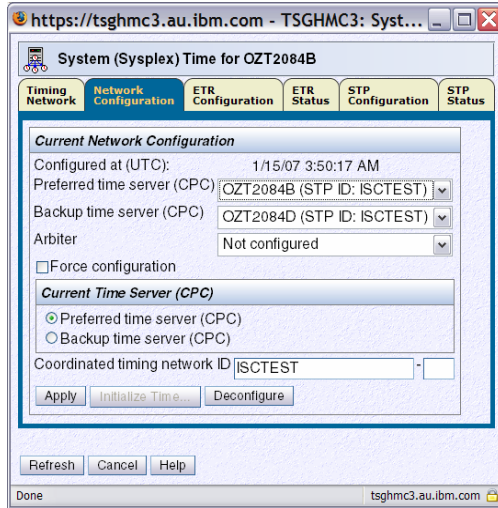 https://tsghmc3.au.ibm.com - TSGHMC3: Syst...
System (Sysplex) Time for OZT2084B
Timing Network
Network Configuration
ETR Configuration
ETR Status
STP Configuration
STP Status
Current Network Configuration
Configured at (UTC): 1/15/07 3:50:17 AM
Preferred time server (CPC) OZT2084B (STP ID: ISCTEST)
Backup time server (CPC) OZT2084D (STP ID: ISCTEST)
Arbiter Not configured
Force configuration
Current Time Server (CPC)
Preferred time server (CPC)
Backup time server (CPC)
Coordinated timing network ID ISCTEST -
Apply Initialize Time... Deconfigure
Refresh Cancel Help
Done tsghmc3.au.ibm.com